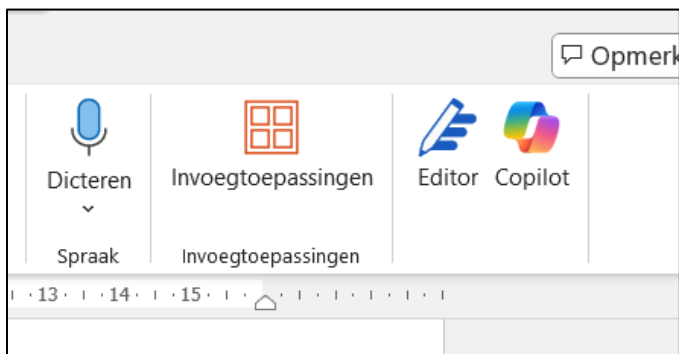 Opmerk
Dicteren
Invoegtoepassingen
Editor Copilot
Spraak
Invoegtoepassingen
13 14 15